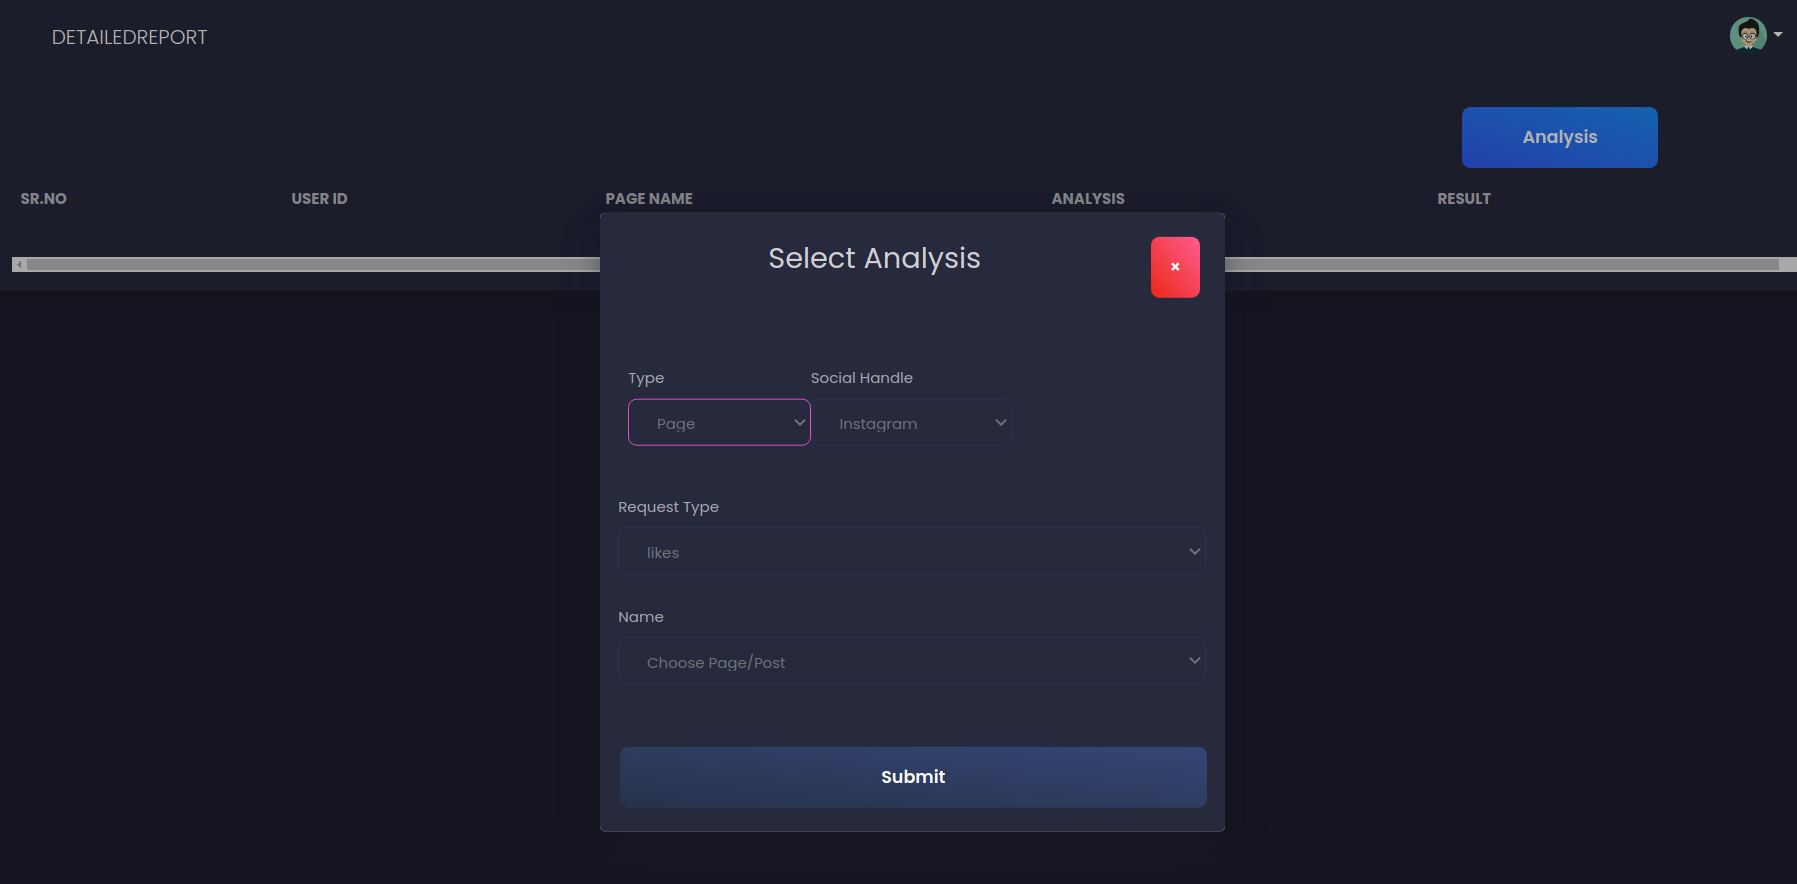 DETAILEDREPORT
Analysis
SR.NO USER ID PAGE NAME ANALYSIS RESULT
Select Analysis
×
Type Social Handle
Page Instagram
Request Type
likes
Name
Choose Page/Post
Submit